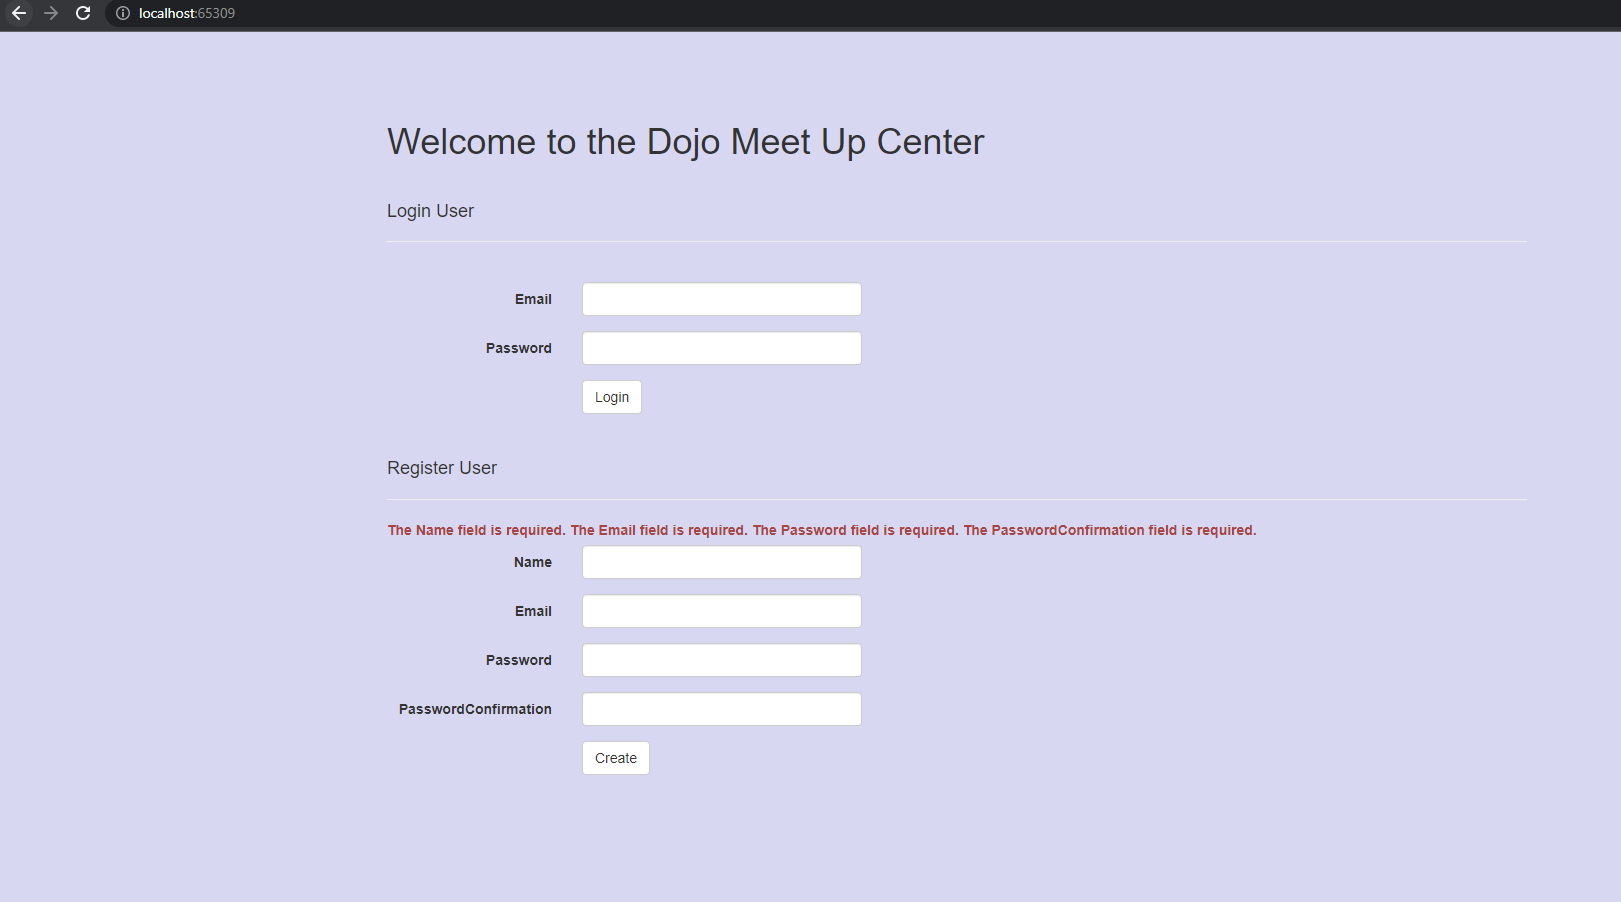 localhost:65309
Welcome to the Dojo Meet Up Center
Login User
Email
Password
Login
Register User
The Name field is required. The Email field is required. The Password field is required. The PasswordConfirmation field is required.
Name
Email
Password
PasswordConfirmation
Create